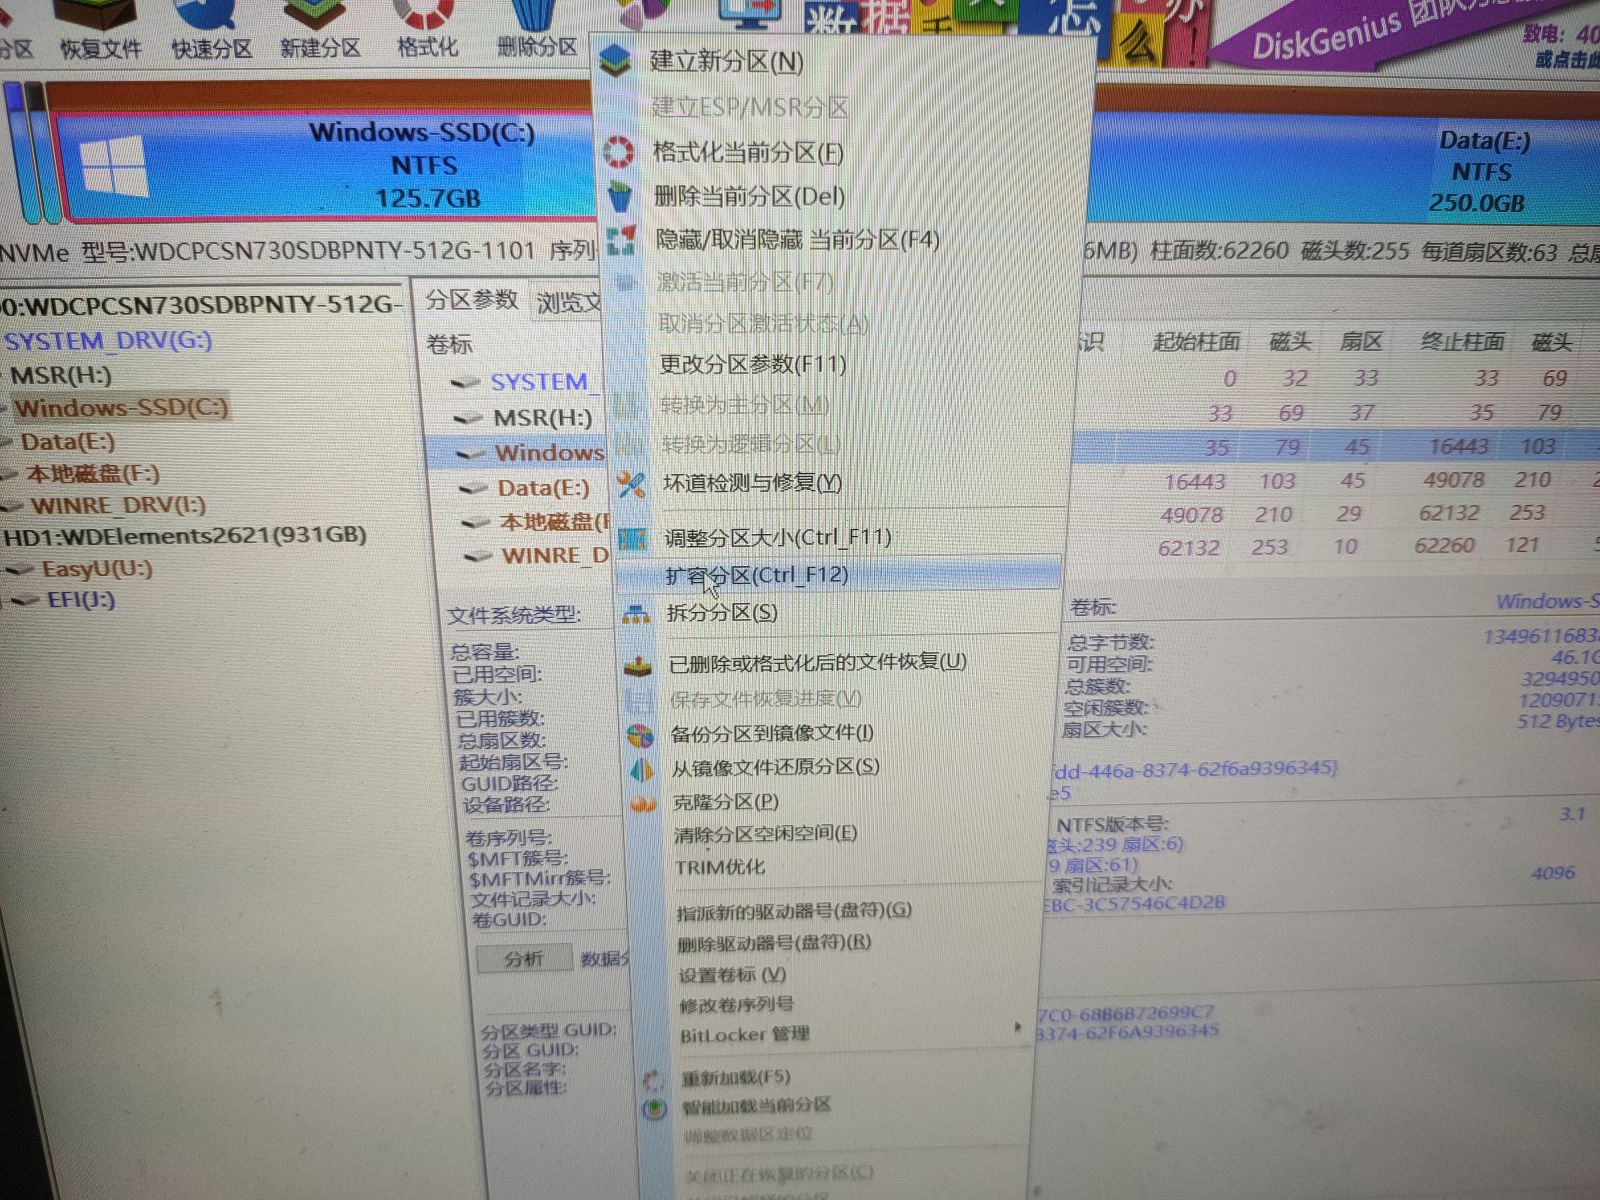 分区 恢复文件 快速分区 新建分区 格式化 删除分区
数据
怎
么
办
!
DiskGenius 团队
致电: 40
或点击此
Windows-SSD(C:)
NTFS
125.7GB
Data(E:)
NTFS
250.0GB
NVMe 型号:WDCPCSN730SDBPNTY-512G-1101 序列
6MB) 柱面数:62260 磁头数:255 每道扇区数:63 总扇
0:WDCPCSN730SDBPNTY-512G-
SYSTEM_DRV(G:)
MSR(H:)
Windows-SSD(C:)
Data(E:)
本地磁盘(F:)
WINRE_DRV(I:)
HD1:WDElements2621(931GB)
EasyU(U:)
EFI(J:)
分区参数 浏览文
卷标
SYSTEM_
MSR(H:)
Windows
Data(E:)
本地磁盘(F
WINRE_D
文件系统类型:
总容量:
已用空间:
簇大小:
已用簇数:
总扇区数:
起始扇区号:
GUID路径:
设备路径:
卷序列号:
$MFT簇号:
$MFTMirr簇号:
文件记录大小:
卷GUID:
分析 数据分
分区类型 GUID:
分区 GUID:
分区名字:
分区属性:
建立新分区(N)
建立ESP/MSR分区
格式化当前分区(F)
删除当前分区(Del)
隐藏/取消隐藏 当前分区(F4)
激活当前分区(F7)
取消分区激活状态(A)
更改分区参数(F11)
转换为主分区(M)
转换为逻辑分区(L)
坏道检测与修复(Y)
调整分区大小(Ctrl_F11)
扩容分区(Ctrl_F12)
拆分分区(S)
已删除或格式化后的文件恢复(U)
保存文件恢复进度(V)
备份分区到镜像文件(I)
从镜像文件还原分区(S)
克隆分区(P)
清除分区空闲空间(E)
TRIM优化
指派新的驱动器号(盘符)(G)
删除驱动器号(盘符)(R)
设置卷标 (V)
修改卷序列号
BitLocker 管理
重新加载(F5)
智能加载当前分区
调整数据区定位
关闭正在恢复的分区(C)
识 起始柱面 磁头 扇区 终止柱面 磁头
0 32 33 33 69
33 69 37 35 79
35 79 45 16443 103
16443 103 45 49078 210
49078 210 29 62132 253
62132 253 10 62260 121
卷标: Windows-S
总字节数: 1349611683
可用空间: 46.1G
总簇数: 3294950
空闲簇数: 1209071
扇区大小: 512 Bytes
dd-446a-8374-62f6a9396345}
e5
NTFS版本号: 3.1
磁头:239 扇区:6)
9 扇区:61)
索引记录大小: 4096
EBC-3C57546C4D2B
7C0-68B6B72699C7
8374-62F6A9396345